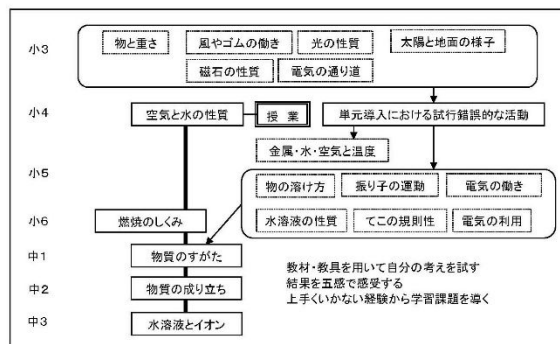 小3
物と重さ
風やゴムの働き
光の性質
太陽と地面の様子
磁石の性質
電気の通り道
小4
空気と水の性質
授業
単元導入における試行錯誤的な活動
金属・水・空気と温度
小5
物の溶け方
振り子の運動
電気の働き
小6
燃焼のしくみ
水溶液の性質
てこの規則性
電気の利用
中1
物質のすがた
教材・教具を用いて自分の考えを試す
結果を五感で感受する
上手くいかない経験から学習課題を導く
中2
物質の成り立ち
中3
水溶液とイオン